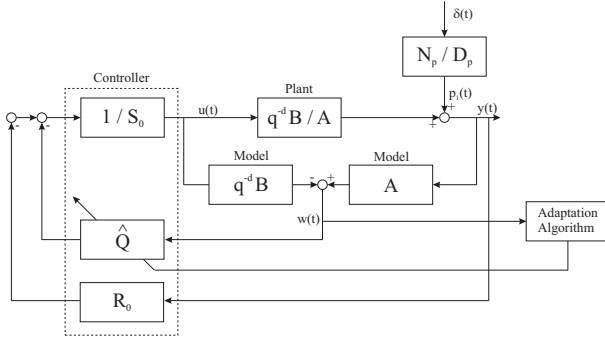 δ(t)
N_p / D_p
Controller
Plant
p_1(t)
1 / S_0
u(t)
q^-d B / A
+
+
y(t)
-
-
Model
Model
q^-d B
-
+
A
w(t)
Q̂
Adaptation
Algorithm
R_0